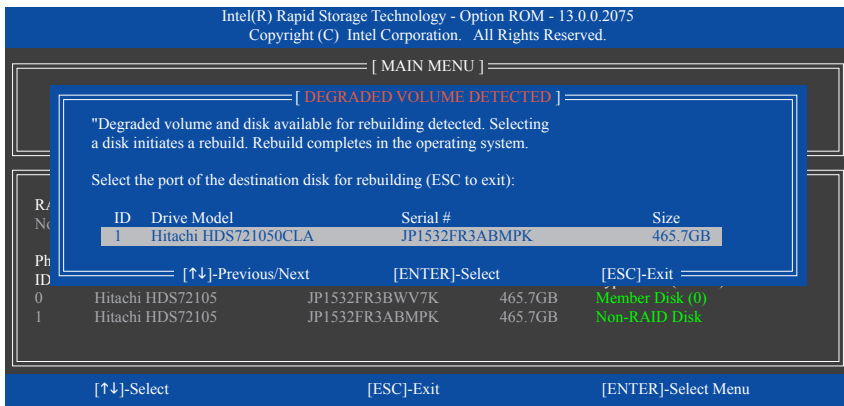 Intel(R) Rapid Storage Technology - Option ROM - 13.0.0.2075
Copyright (C) Intel Corporation. All Rights Reserved.
[ MAIN MENU ]
[ DEGRADED VOLUME DETECTED ]
"Degraded volume and disk available for rebuilding detected. Selecting
a disk initiates a rebuild. Rebuild completes in the operating system.
Select the port of the destination disk for rebuilding (ESC to exit):
ID Drive Model Serial # Size
1 Hitachi HDS721050CLA JP1532FR3ABMPK 465.7GB
[↑↓]-Previous/Next [ENTER]-Select [ESC]-Exit
ID
0 Hitachi HDS72105 JP1532FR3BWV7K 465.7GB Member Disk (0)
1 Hitachi HDS72105 JP1532FR3ABMPK 465.7GB Non-RAID Disk
[↑↓]-Select [ESC]-Exit [ENTER]-Select Menu